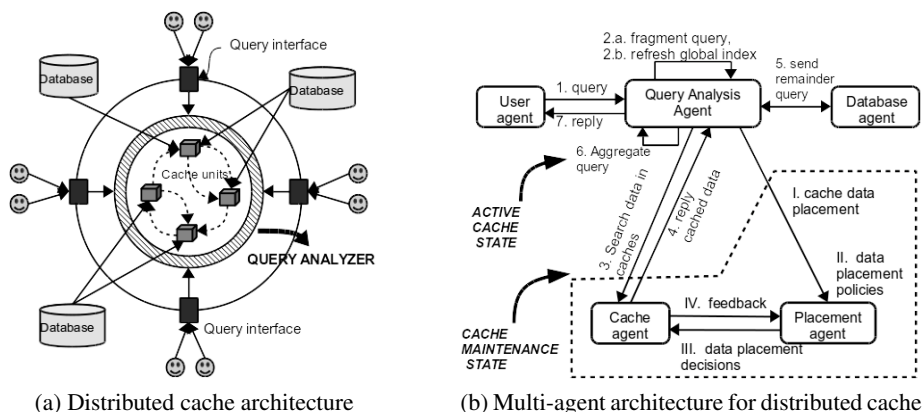 Query interface
Database
Database
Cache units
QUERY ANALYZER
Database
Query interface
(a) Distributed cache architecture
2.a. fragment query,
2.b. refresh global index
5. send
remainder
query
1. query
User
agent
Query Analysis
Agent
Database
agent
7. reply
6. Aggregate
query
ACTIVE
CACHE
STATE
3. Search data in
caches
4. reply
cached data
I. cache data
placement
II. data
placement
policies
CACHE
MAINTENANCE
STATE
Cache
agent
IV. feedback
Placement
agent
III. data placement
decisions
(b) Multi-agent architecture for distributed cache